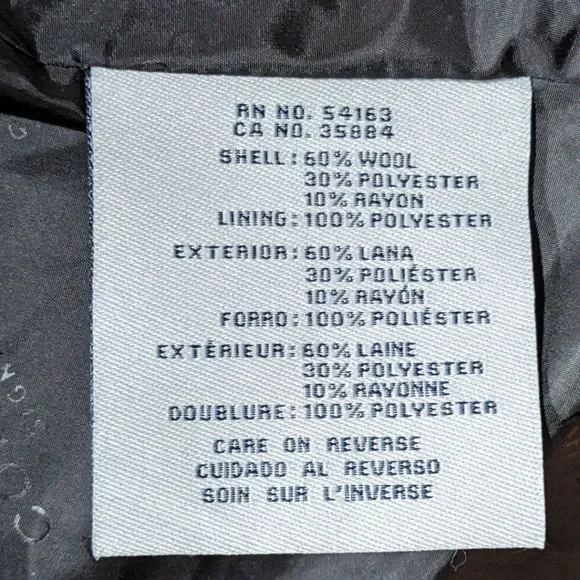 RN NO. 54163
CA NO. 35884
SHELL: 60% WOOL
30% POLYESTER
10% RAYON
LINING: 100% POLYESTER
EXTERIOR: 60% LANA
30% POLIÉSTER
10% RAYÓN
FORRO: 100% POLIÉSTER
EXTÉRIEUR: 60% LAINE
30% POLYESTER
10% RAYONNE
DOUBLURE: 100% POLYESTER
CARE ON REVERSE
CUIDADO AL REVERSO
SOIN SUR L'INVERSE